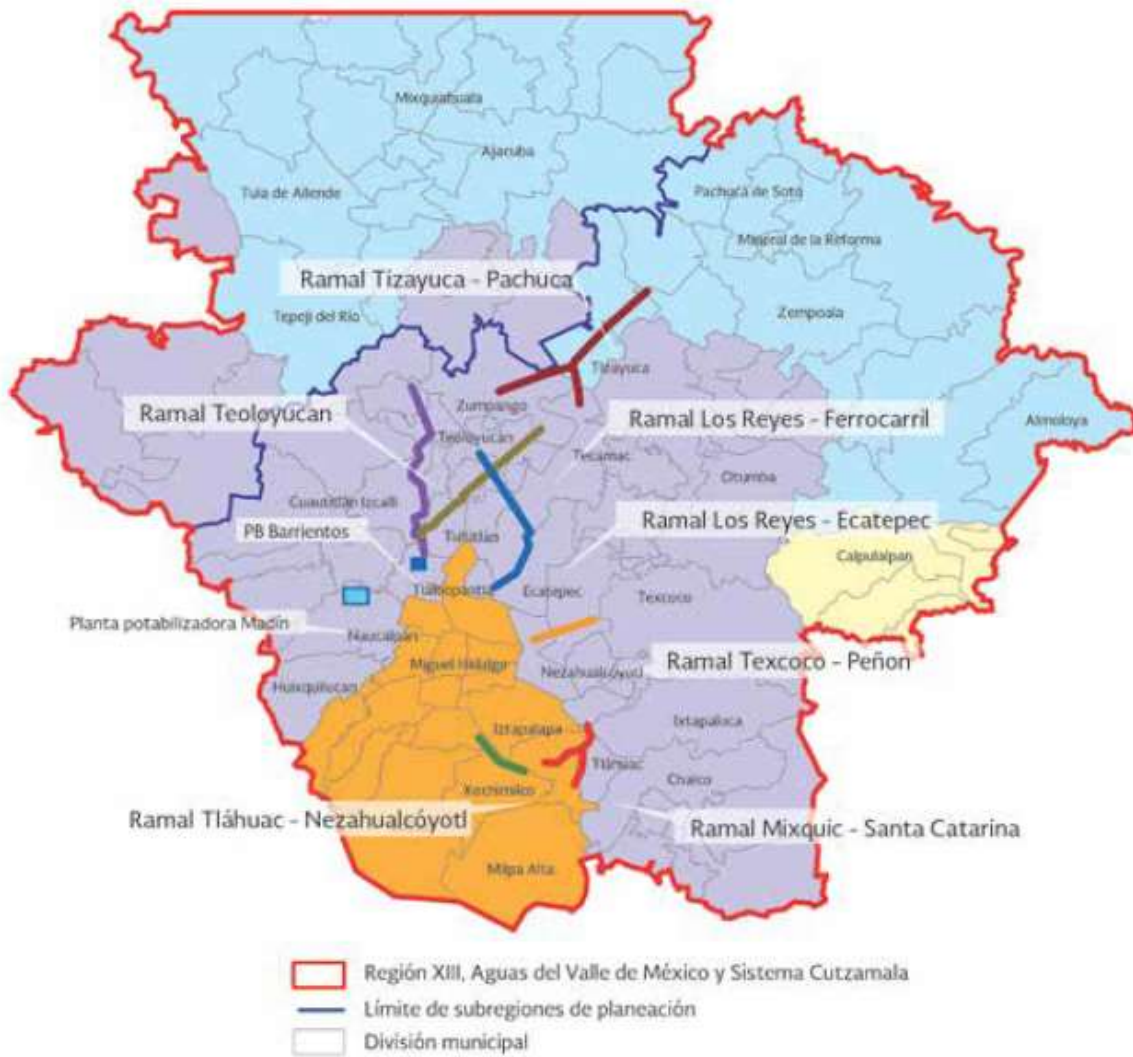 Mixquiahuala
Ajacuba
Tula de Allende
Pachuca de Soto
Mineral de la Reforma
Ramal Tizayuca - Pachuca
Tepeji del Río
Zempoala
Tizayuca
Ramal Teoloyucan
Zumpango
Ramal Los Reyes - Ferrocarril
Almoloya
Teoloyucan
Tecamac
Otumba
Cuautitlán Izcalli
Ramal Los Reyes - Ecatepec
PB Barrientos
Tultitlán
Calpulalpan
Tlalnepantla
Ecatepec
Texcoco
Planta potabilizadora Madín
Naucalpan
Miguel Hidalgo
Nezahualcóyotl
Ramal Texcoco - Peñon
Huixquilucan
Iztapalapa
Ixtapaluca
Tláhuac
Chalco
Xochimilco
Ramal Tláhuac - Nezahualcóyotl
Ramal Mixquic - Santa Catarina
Milpa Alta
Región XIII, Aguas del Valle de México y Sistema Cutzamala
Límite de subregiones de planeación
División municipal